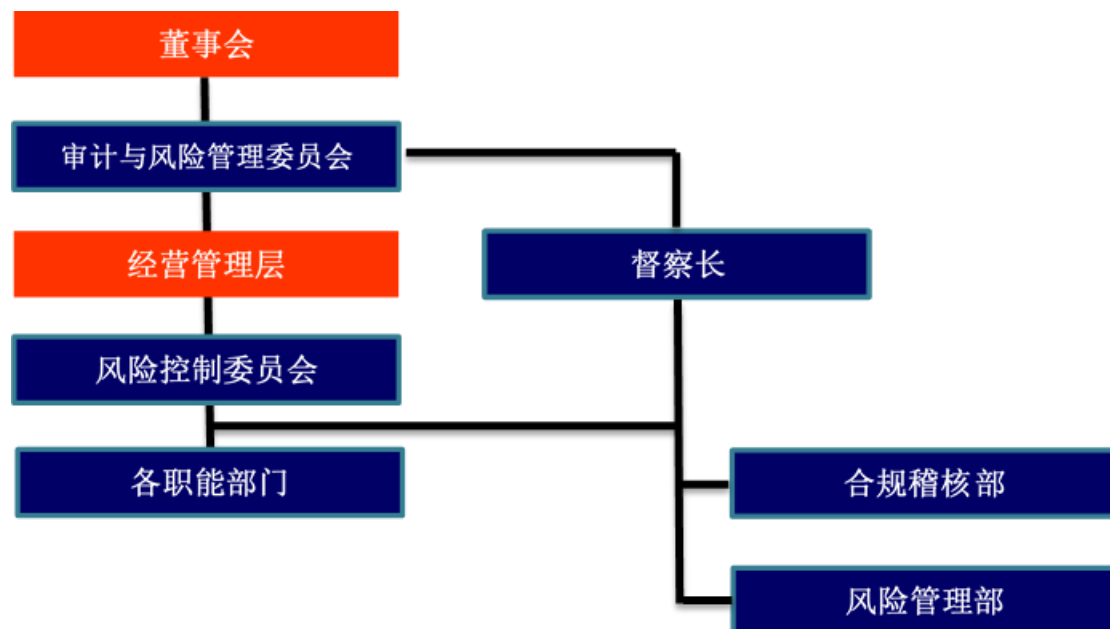 董事会
审计与风险管理委员会
经营管理层
督察长
风险控制委员会
各职能部门
合规稽核部
风险管理部